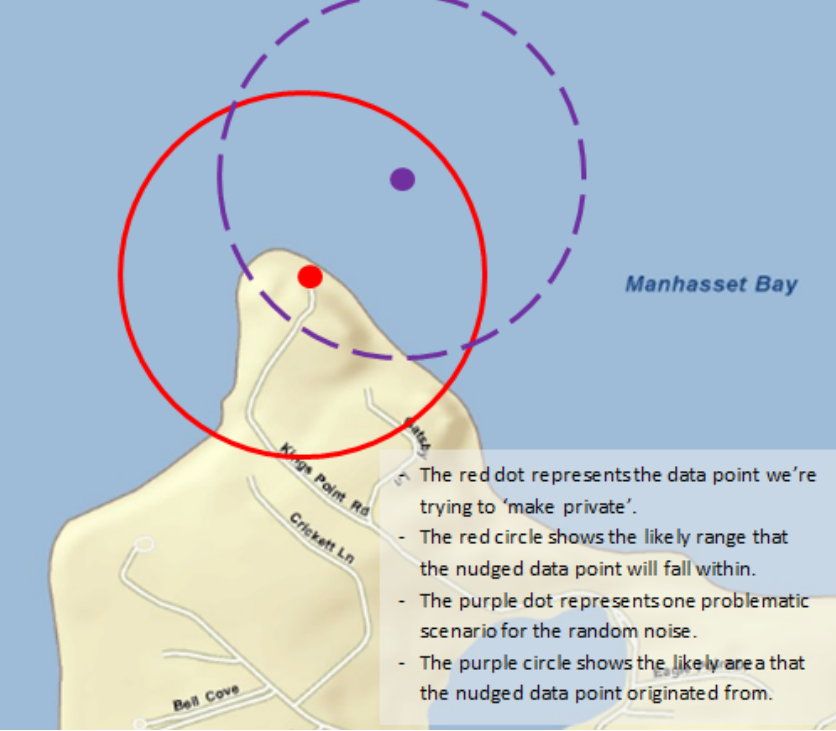 Manhasset Bay
Gatsby
Kings Point Rd
Crickett Ln
Bell Cove
- The red dot represents the data point we're
trying to ‘make private’.
- The red circle shows the likely range that
the nudged data point will fall within.
- The purple dot represents one problematic
scenario for the random noise.
- The purple circle shows the likely area that
the nudged data point originated from.